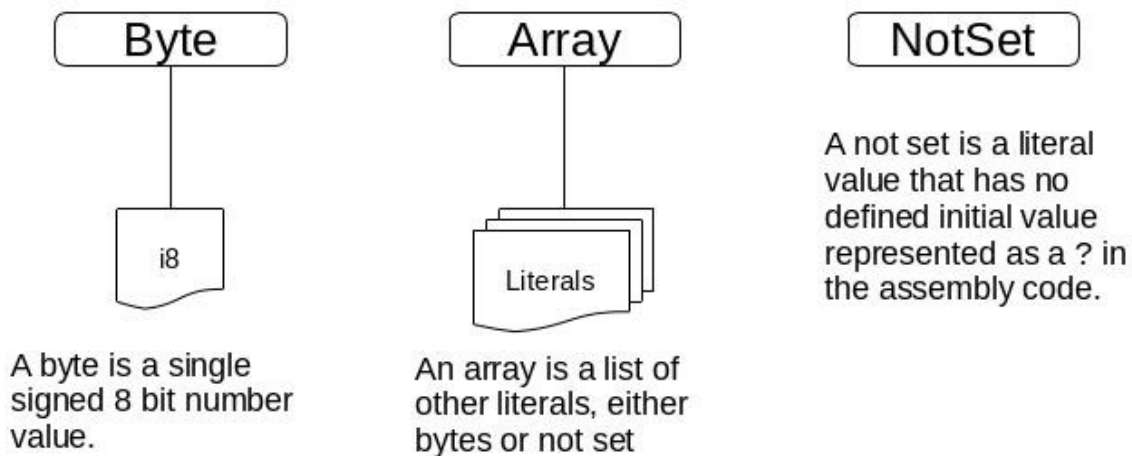 Byte
Array
NotSet
i8
Literals
A byte is a single
signed 8 bit number
value.
An array is a list of
other literals, either
bytes or not set
A not set is a literal
value that has no
defined initial value
represented as a ? in
the assembly code.